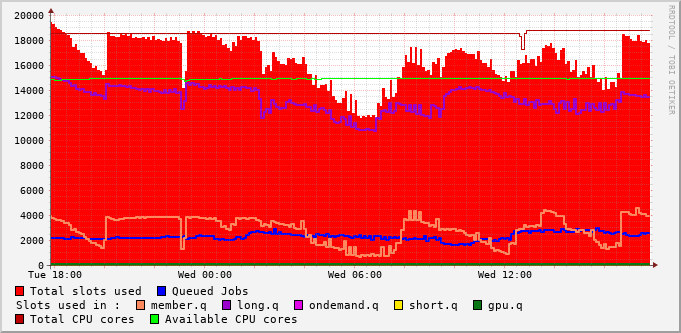 20000
18000
16000
14000
12000
10000
8000
6000
4000
2000
0
Tue 18:00 Wed 00:00 Wed 06:00 Wed 12:00
Total slots used Queued Jobs
Slots used in : member.q long.q ondemand.q short.q gpu.q
Total CPU cores Available CPU cores
RRDTOOL / TOBI OETIKER